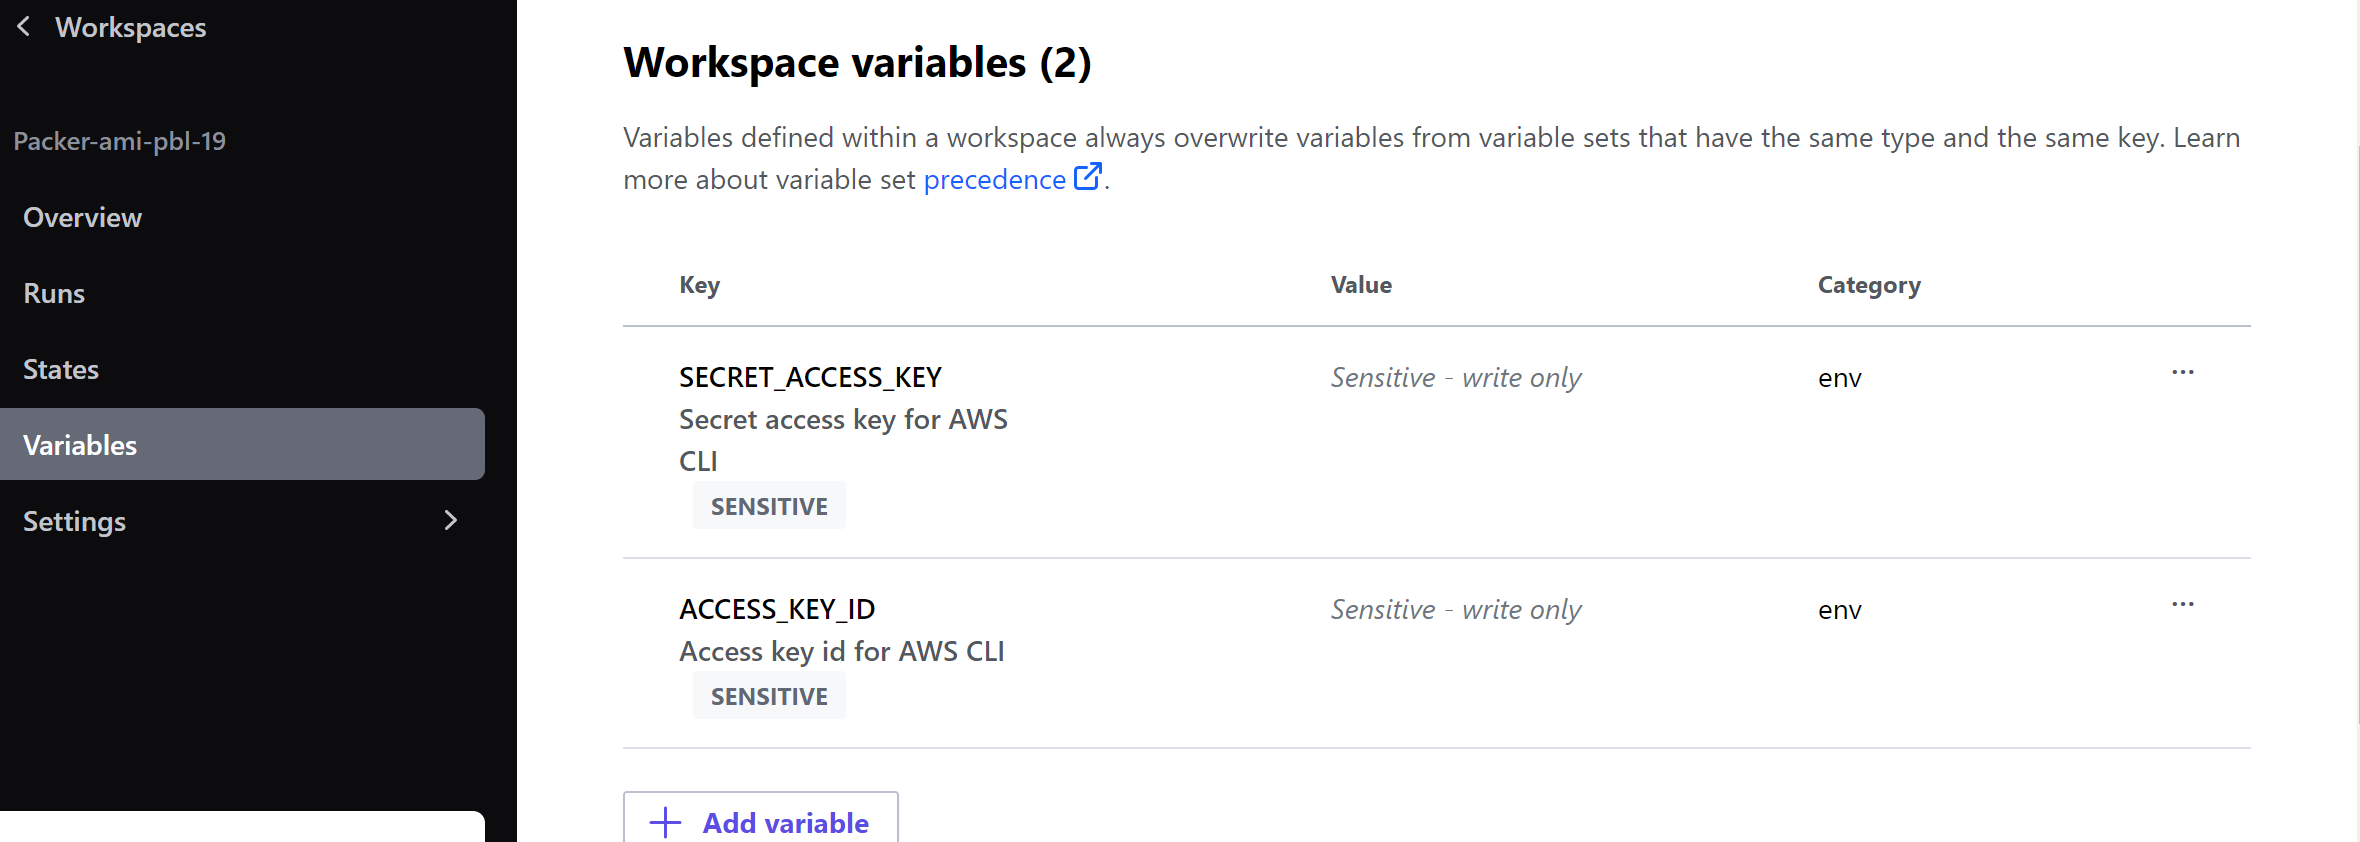 Workspaces
Packer-ami-pbl-19
Overview
Runs
States
Variables
Settings
Workspace variables (2)
Variables defined within a workspace always overwrite variables from variable sets that have the same type and the same key. Learn
more about variable set precedence.
Key Value Category
SECRET_ACCESS_KEY Sensitive - write only env ...
Secret access key for AWS
CLI
SENSITIVE
ACCESS_KEY_ID Sensitive - write only env ...
Access key id for AWS CLI
SENSITIVE
+ Add variable